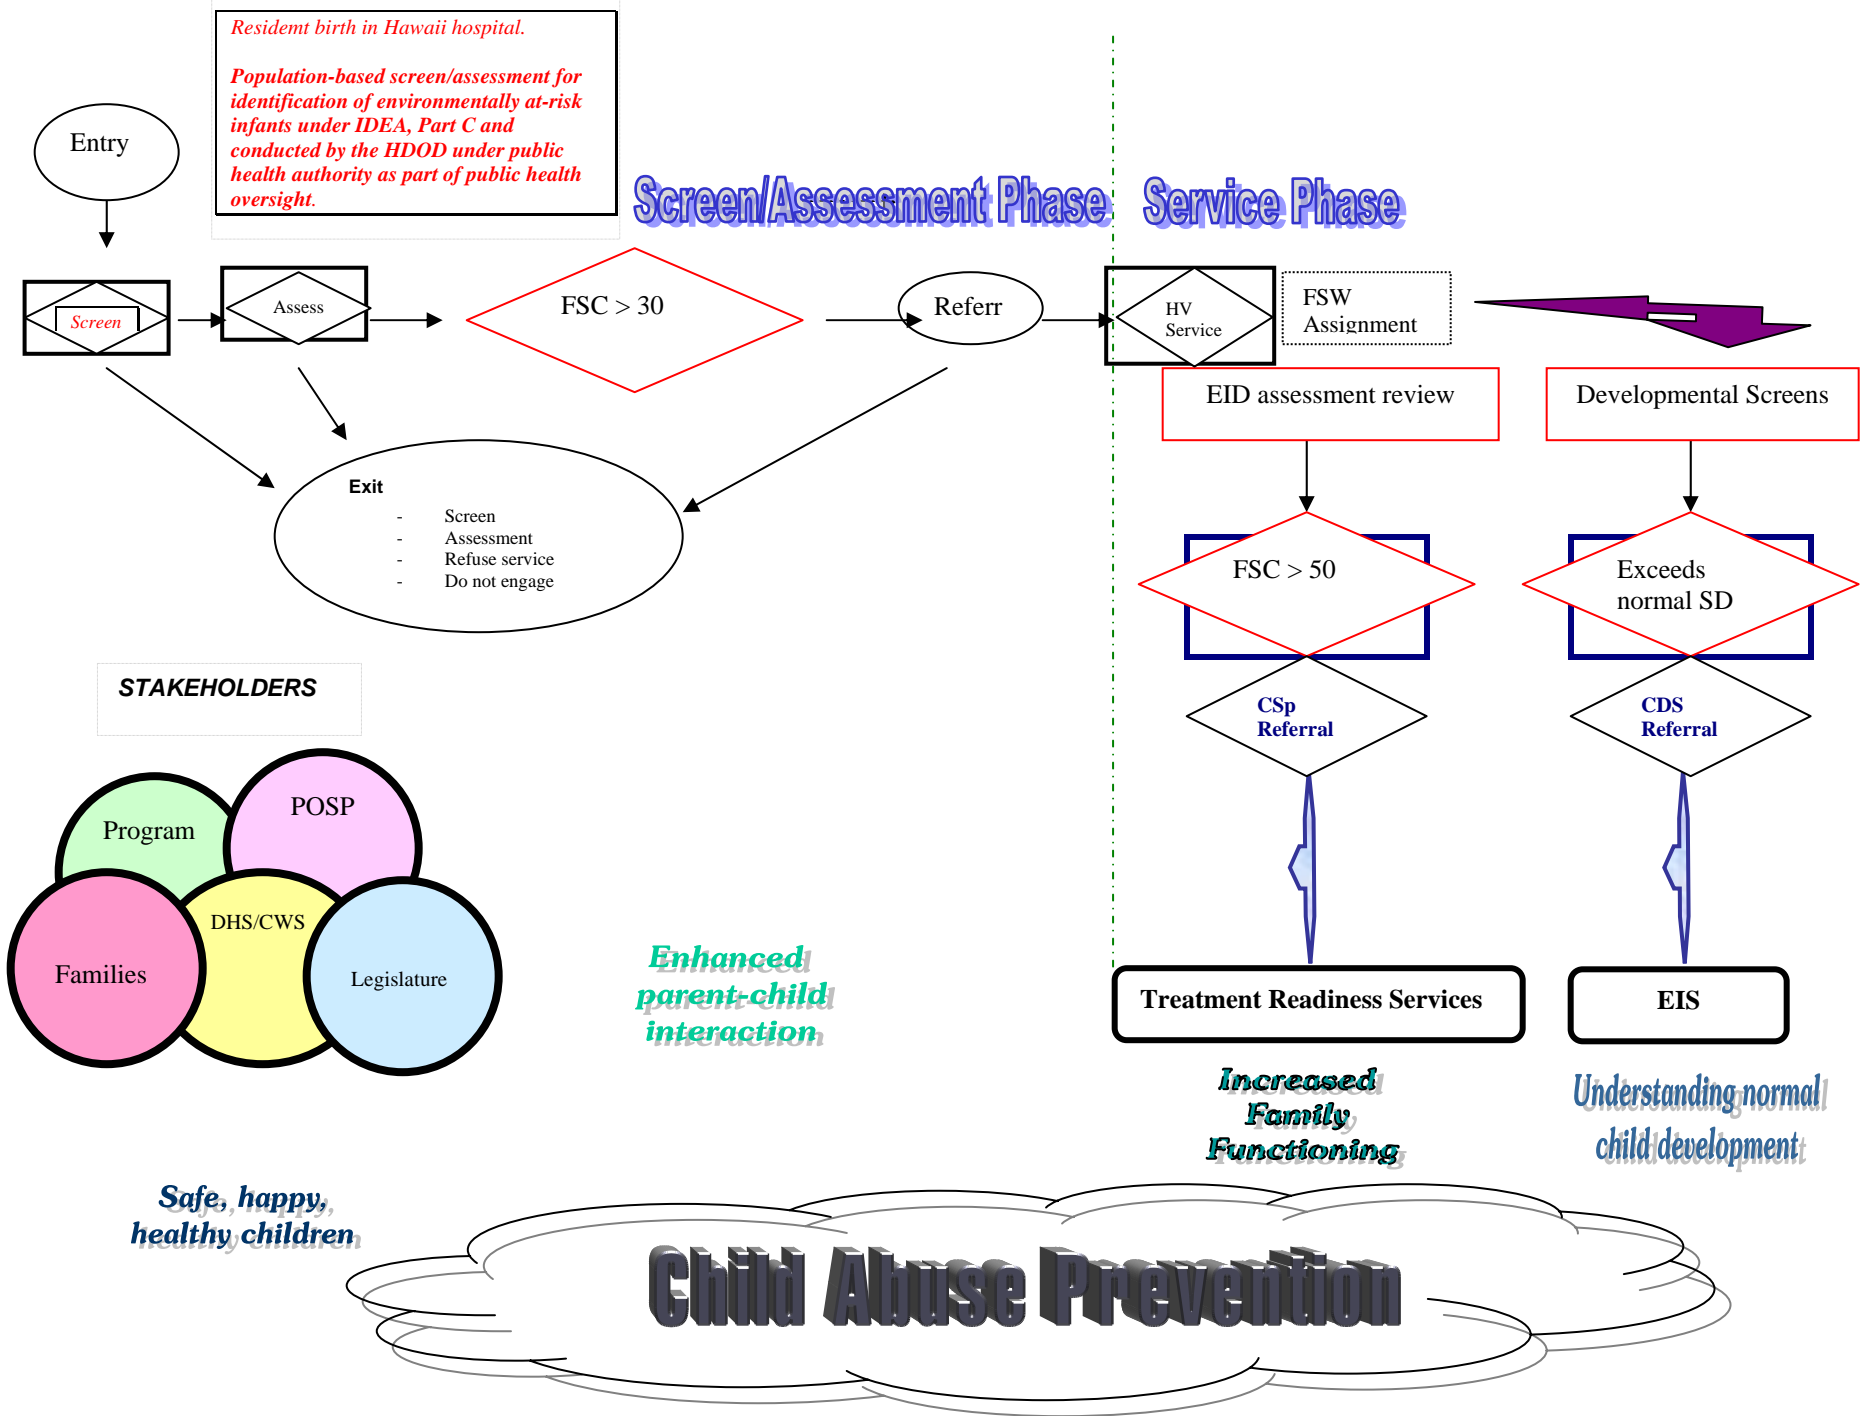 Residemt birth in Hawaii hospital.
Population-based screen/assessment for
identification of environmentally at-risk
infants under IDEA, Part C and
conducted by the HDOD under public
health authority as part of public health
oversight.
Entry
Screen/Assessment Phase
Service Phase
Screen
Assess
FSC > 30
Referr
HV
Service
FSW
Assignment
EID assessment review
Developmental Screens
Exit
- Screen
- Assessment
- Refuse service
- Do not engage
FSC > 50
Exceeds
normal SD
CSp
Referral
CDS
Referral
STAKEHOLDERS
Program
POSP
Families
DHS/CWS
Legislature
Enhanced
parent-child
interaction
Treatment Readiness Services
EIS
Increased
Family
Functioning
Understanding normal
child development
Safe, happy,
healthy children
Child Abuse Prevention